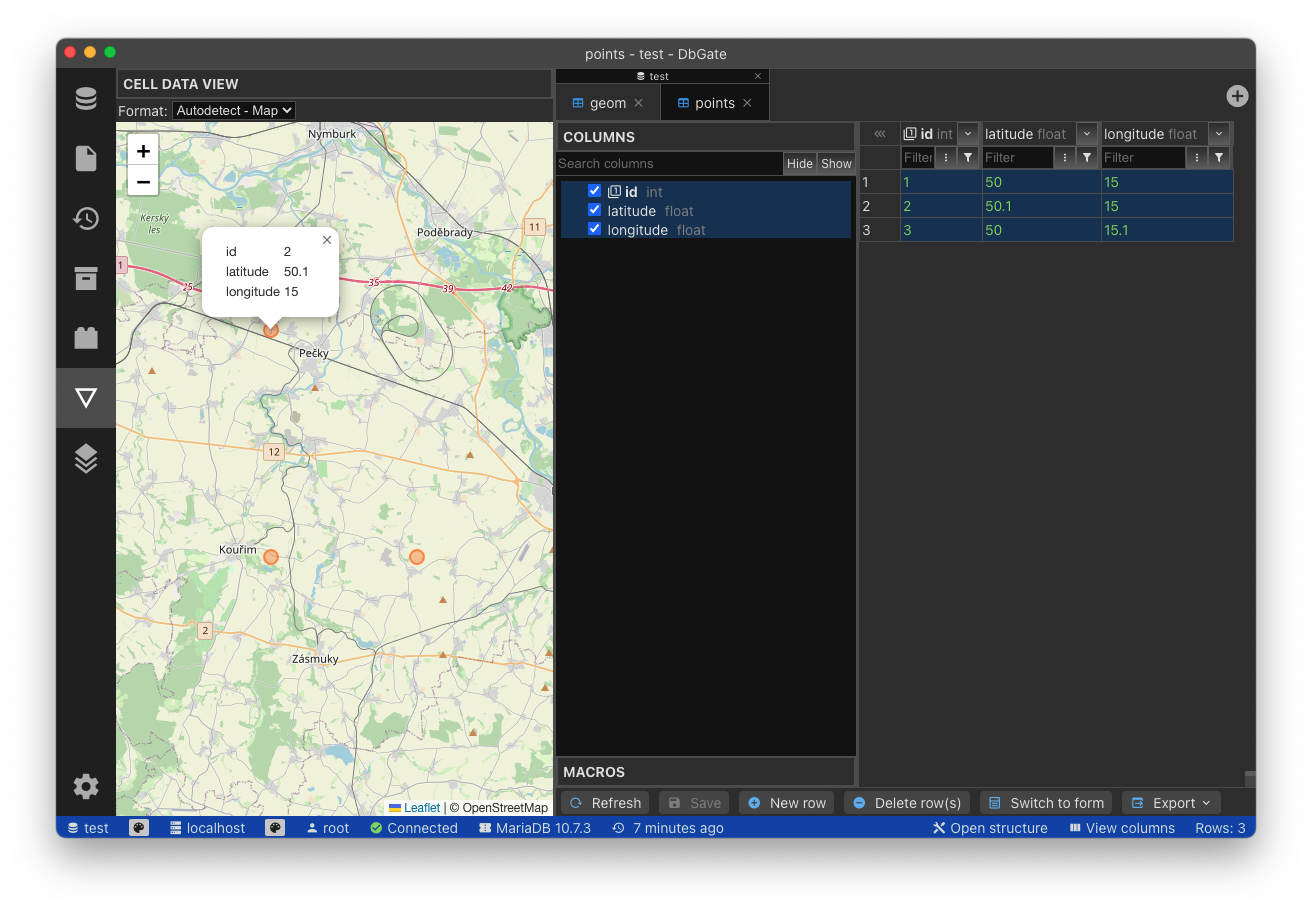 points - test - DbGate
CELL DATA VIEW
Format: Autodetect - Map
+
−
Nymburk
Kersky
les
Poděbrady
11
1
25
35
39
42
id 2
latitude 50.1
longitude 15
Pečky
12
Kouřim
2
Zásmuky
Leaflet | © OpenStreetMap
test
geom
points
COLUMNS
Search columns Hide Show
id int
latitude float
longitude float
MACROS
id int latitude float longitude float
Filter Filter Filter
1 1 50 15
2 2 50.1 15
3 3 50 15.1
Refresh Save New row Delete row(s) Switch to form Export
test localhost root Connected MariaDB 10.7.3 7 minutes ago Open structure View columns Rows: 3